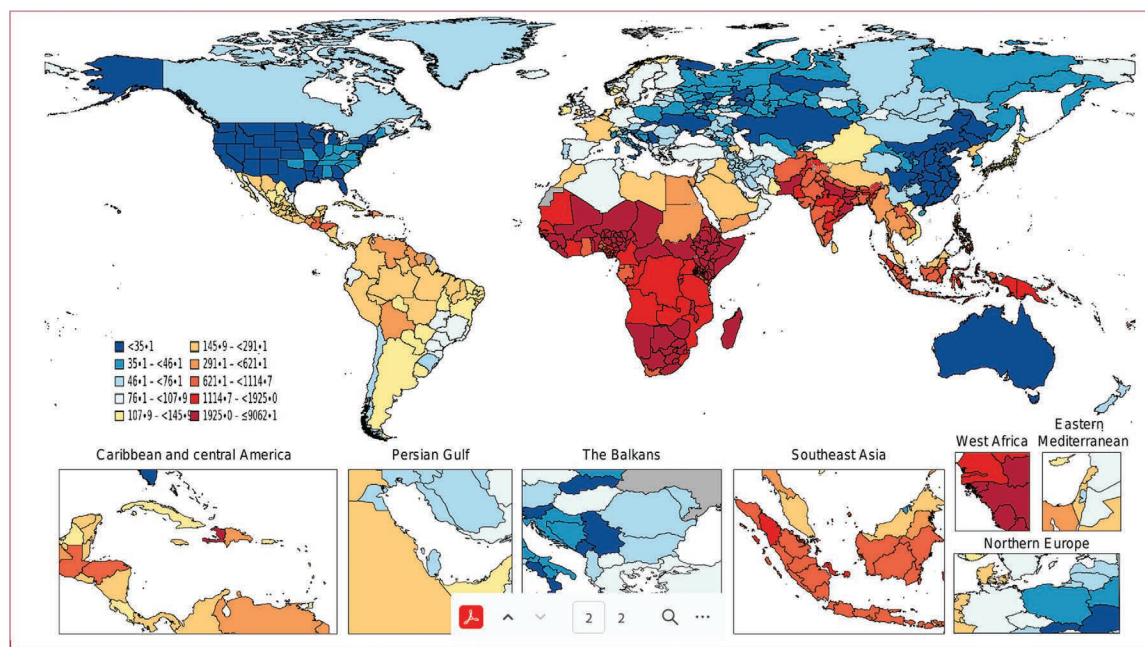 <35•1
35•1 – <46•1
46•1 – <76•1
76•1 – <107•9
107•9 – <145•9
145•9 – <291•1
291•1 – <621•1
621•1 – <1114•7
1114•7 – <1925•0
1925•0 – ≤9062•1
Caribbean and central America
Persian Gulf
The Balkans
Southeast Asia
West Africa
Eastern
Mediterranean
Northern Europe
2 2